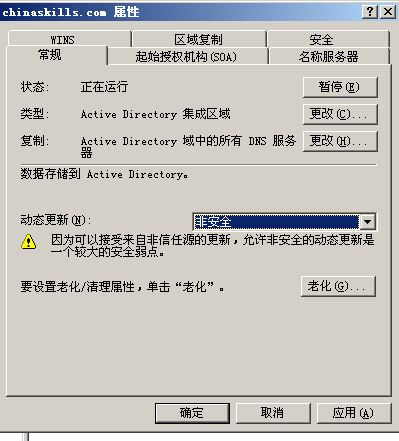 chinaskills.com 属性
WINS 区域复制 安全
常规 起始授权机构(SOA) 名称服务器
状态: 正在运行 暂停(E)
类型: Active Directory 集成区域 更改(C)...
复制: Active Directory 域中的所有 DNS 服务 更改(H)...
器
数据存储到 Active Directory。
动态更新(N): 非安全
因为可以接受来自非信任源的更新,允许非安全的动态更新是
一个较大的安全弱点。
要设置老化/清理属性,单击“老化”。 老化(G)...
确定 取消 应用(A)